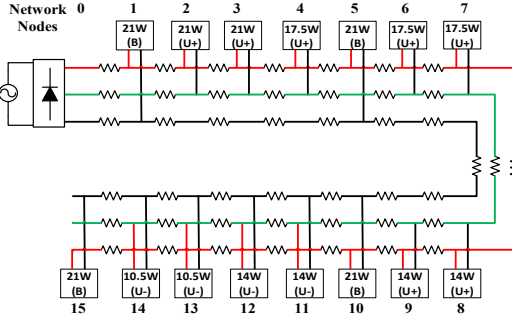 Network Nodes 0 1 2 3 4 5 6 7
21W (B)
21W (U+)
21W (U+)
17.5W (U+)
21W (B)
17.5W (U+)
17.5W (U+)
21W (B)
10.5W (U-)
10.5W (U-)
14W (U-)
14W (U-)
21W (B)
14W (U+)
14W (U+)
15 14 13 12 11 10 9 8